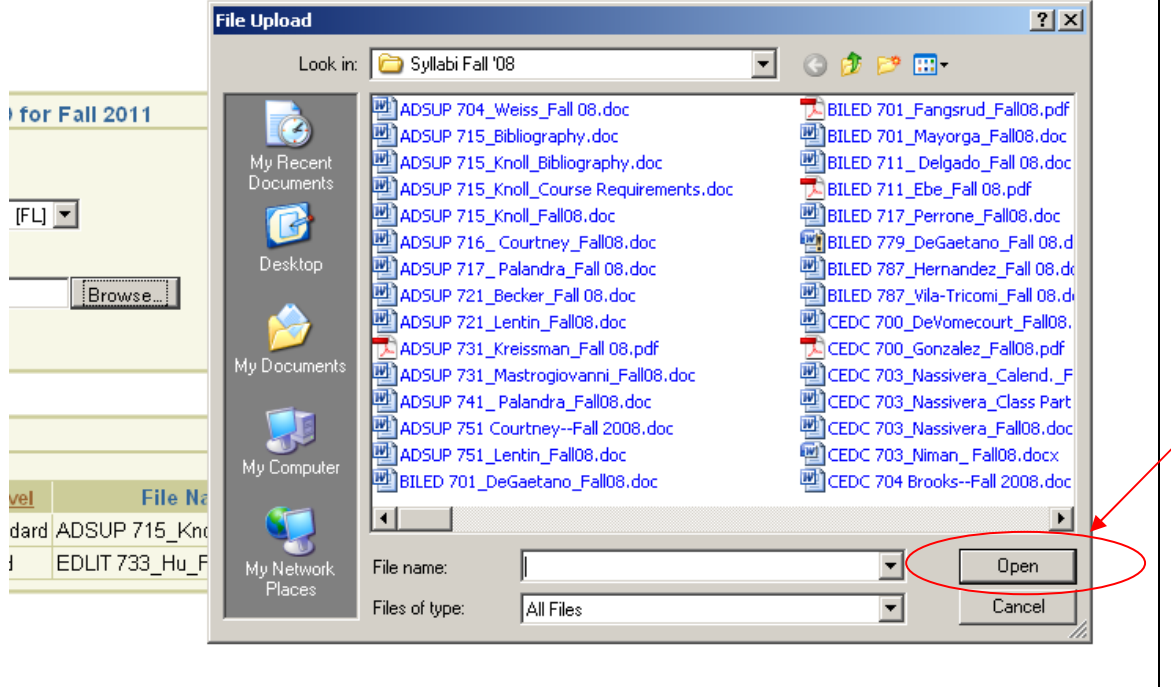 File Upload
Look in: Syllabi Fall '08
for Fall 2011
[FL]
Browse...
My Recent
Documents
Desktop
My Documents
My Computer
My Network
Places
ADSUP 704_Weiss_Fall 08.doc
ADSUP 715_Bibliography.doc
ADSUP 715_Knoll_Bibliography.doc
ADSUP 715_Knoll_Course Requirements.doc
ADSUP 715_Knoll_Fall08.doc
ADSUP 716_ Courtney_Fall08.doc
ADSUP 717_ Palandra_Fall 08.doc
ADSUP 721_Becker_Fall 08.doc
ADSUP 721_Lentin_Fall08.doc
ADSUP 731_Kreissman_Fall 08.pdf
ADSUP 731_Mastrogiovanni_Fall08.doc
ADSUP 741_ Palandra_Fall08.doc
ADSUP 751 Courtney--Fall 2008.doc
ADSUP 751_Lentin_Fall08.doc
BILED 701_DeGaetano_Fall08.doc
BILED 701_Fangsrud_Fall08.pdf
BILED 701_Mayorga_Fall08.doc
BILED 711_ Delgado_Fall 08.doc
BILED 711_Ebe_Fall 08.pdf
BILED 717_Perrone_Fall08.doc
BILED 779_DeGaetano_Fall 08.d
BILED 787_Hernandez_Fall 08.do
BILED 787_Vila-Tricomi_Fall 08.d
CEDC 700_DeVomecourt_Fall08.
CEDC 700_Gonzalez_Fall08.pdf
CEDC 703_Nassivera_Calend._F
CEDC 703_Nassivera_Class Part
CEDC 703_Nassivera_Fall08.doc
CEDC 703_Niman_ Fall08.docx
CEDC 704 Brooks--Fall 2008.doc
vel File Na
dard ADSUP 715_Kno
EDLIT 733_Hu_F
File name: Open
Files of type: All Files Cancel